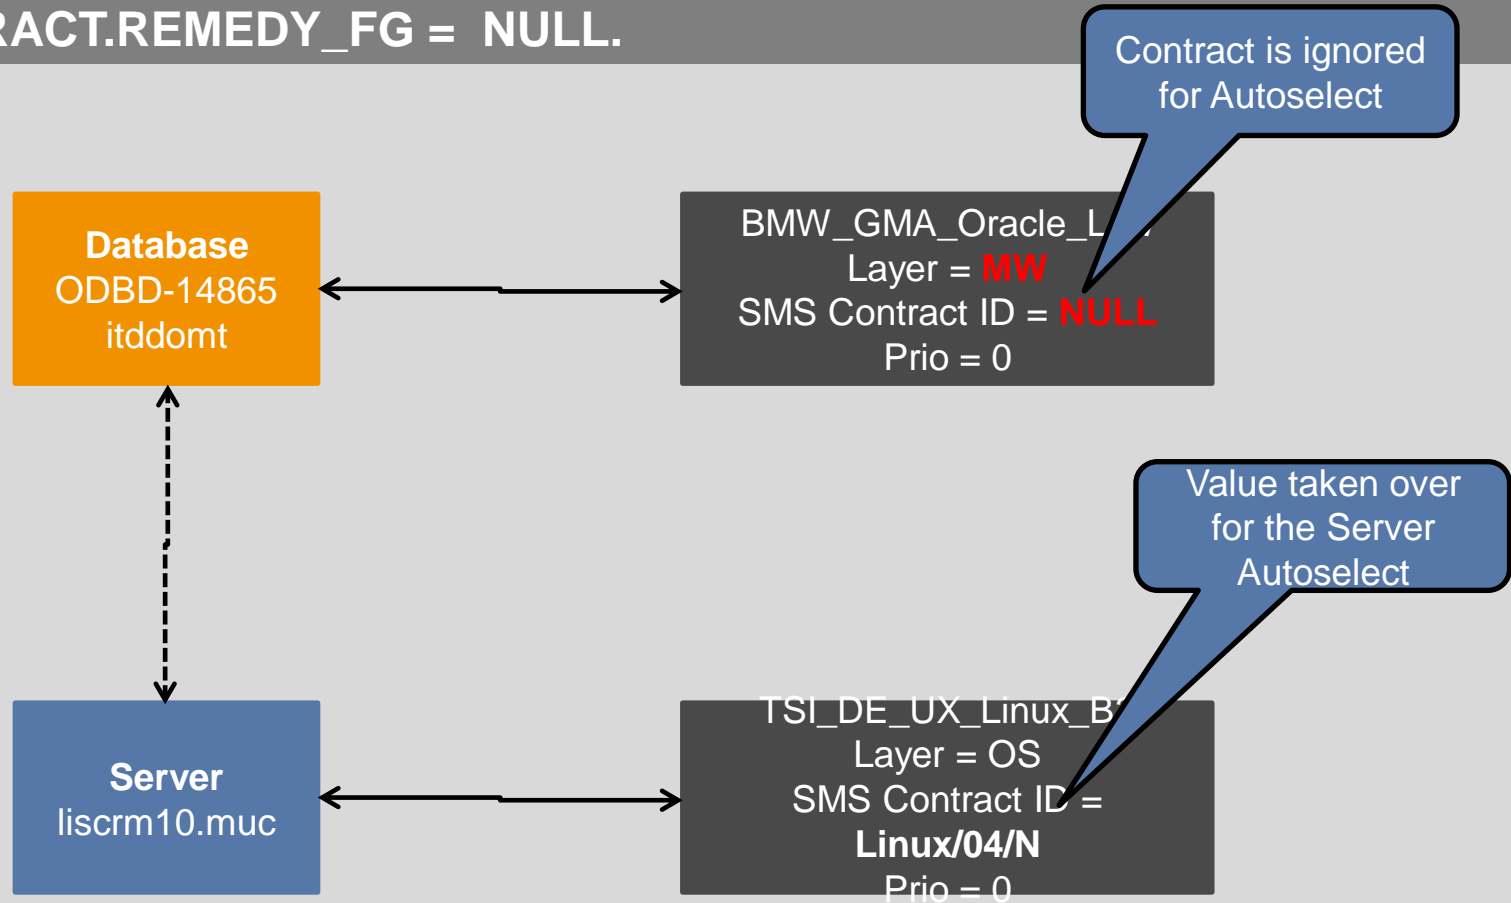 RACT.REMEDY_FG = NULL.
Contract is ignored
for Autoselect
Database
ODBD-14865
itddomt
BMW_GMA_Oracle_L
Layer = MW
SMS Contract ID = NULL
Prio = 0
Value taken over
for the Server
Autoselect
Server
liscrm10.muc
TSI_DE_UX_Linux_B
Layer = OS
SMS Contract ID =
Linux/04/N
Prio = 0